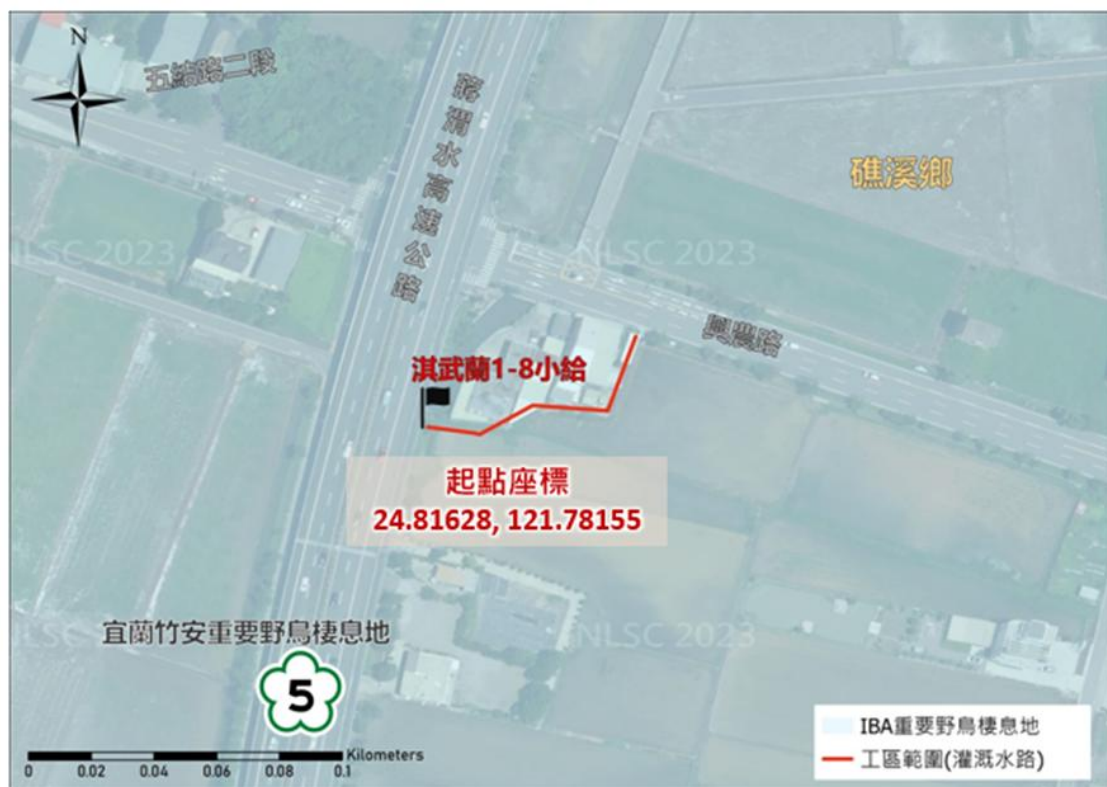 N
五結路二段
蔣渭水高速公路
礁溪鄉
NLSC 2023
NLSC 2023
興農路
淇武蘭1-8小給
起點座標
24.81628, 121.78155
NLSC 2023
NLSC 2023
宜蘭竹安重要野鳥棲息地
5
Kilometers
0 0.02 0.04 0.06 0.08 0.1
IBA重要野鳥棲息地
工區範圍(灌溉水路)